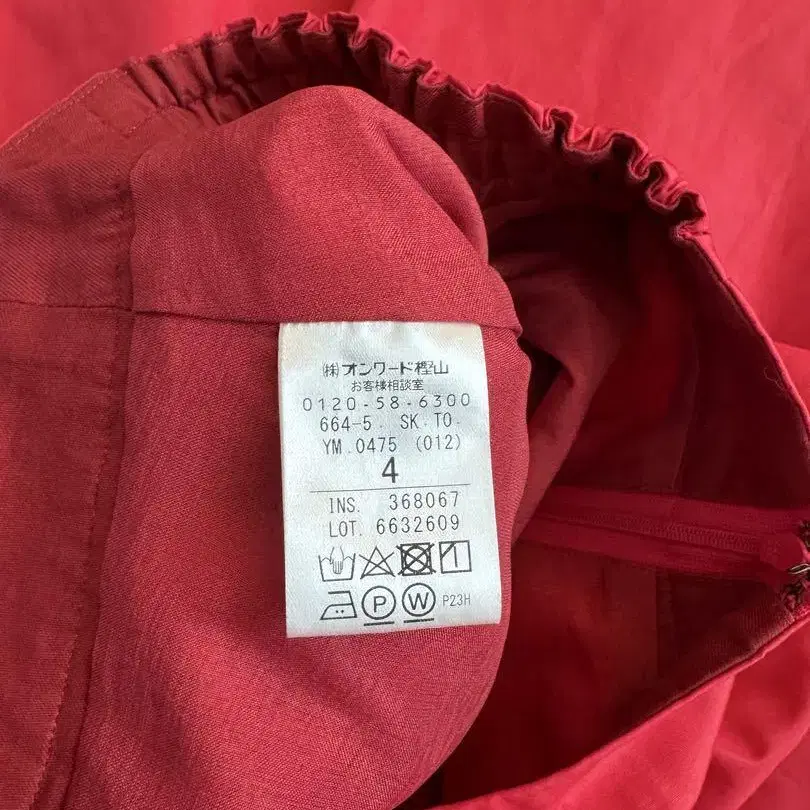 (株)オンワード樫山
お客様相談室
0120-58-6300
664-5. SK.TO.
YM.0475 (012)
4
INS. 368067
LOT. 6632609
P W P23H